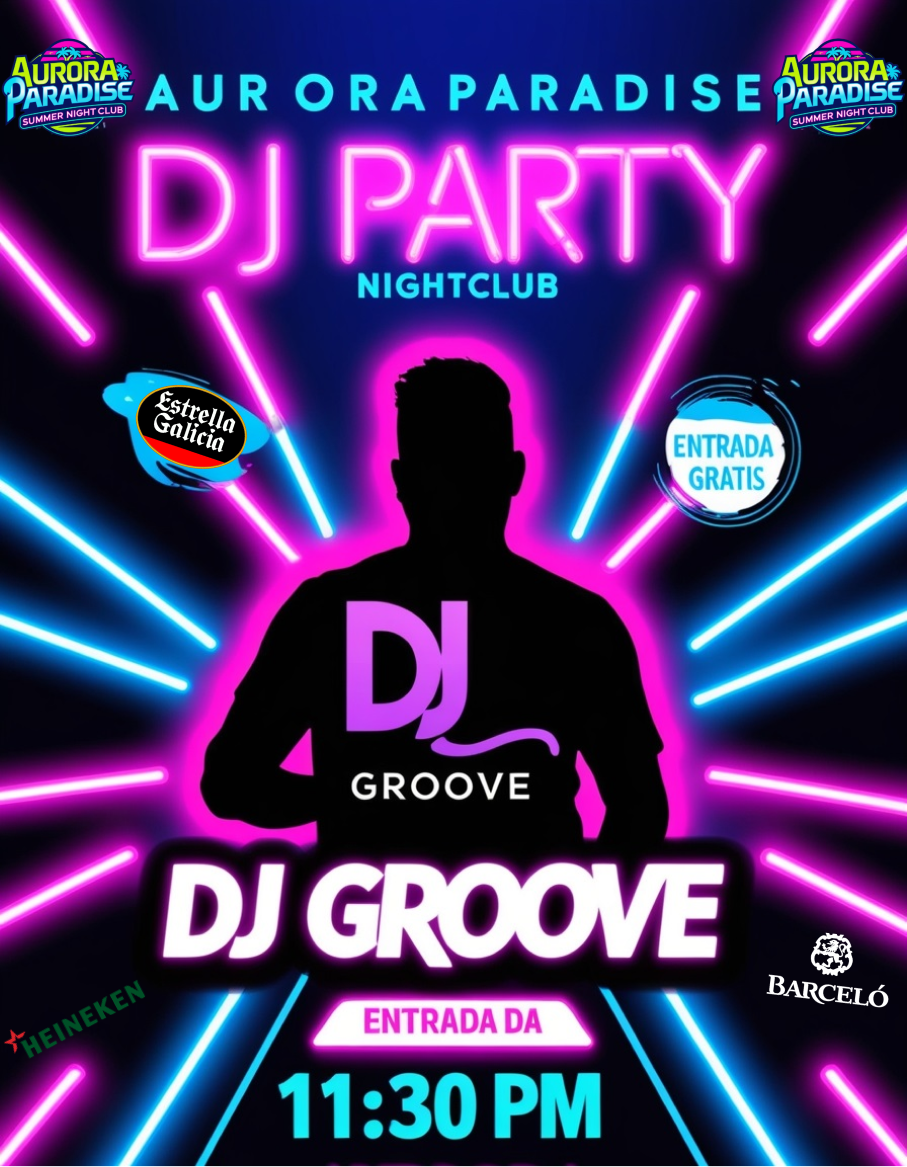 AURORA
PARADISE
SUMMER NIGHT CLUB
AUR ORA PARADISE
AURORA
PARADISE
SUMMER NIGHT CLUB
DJ PARTY
NIGHTCLUB
Estrella
Galicia
ENTRADA
GRATIS
DJ
GROOVE
DJ GROOVE
BARCELÓ
HEINEKEN
ENTRADA DA
11:30 PM